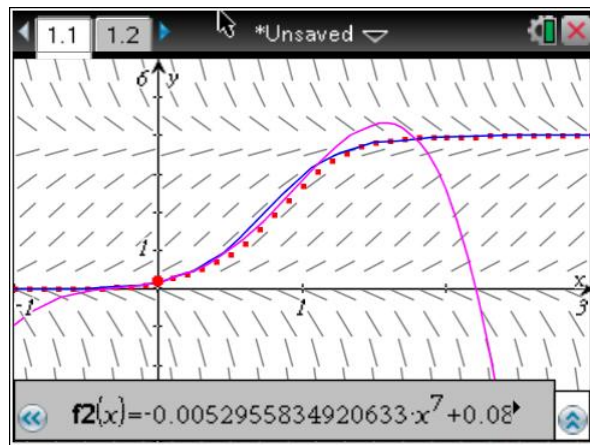 1.1 1.2 *Unsaved
6 y
1
x
-1 1 3
f2(x)=-0.0052955834920633·x^7+0.08